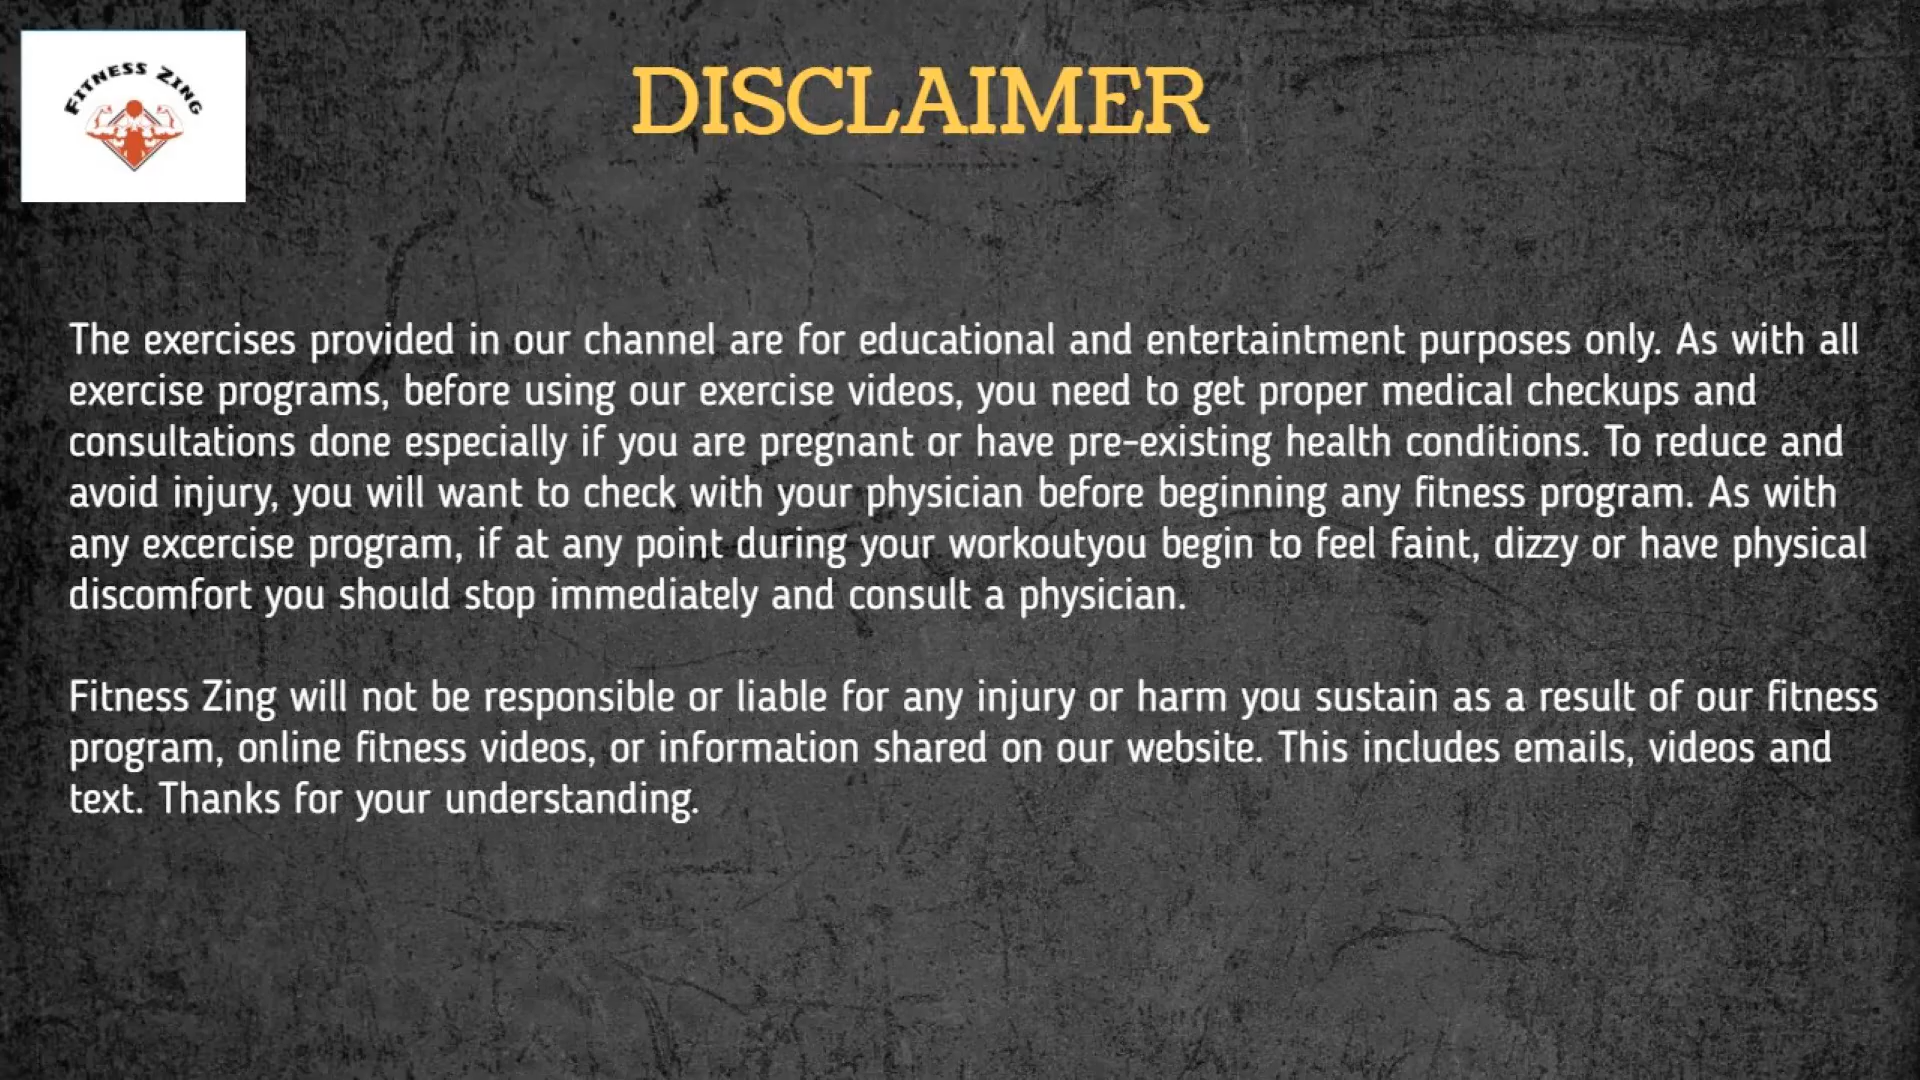 FITNESS ZING
DISCLAIMER
The exercises provided in our channel are for educational and entertaintment purposes only. As with all
exercise programs, before using our exercise videos, you need to get proper medical checkups and
consultations done especially if you are pregnant or have pre-existing health conditions. To reduce and
avoid injury, you will want to check with your physician before beginning any fitness program. As with
any excercise program, if at any point during your workoutyou begin to feel faint, dizzy or have physical
discomfort you should stop immediately and consult a physician.
Fitness Zing will not be responsible or liable for any injury or harm you sustain as a result of our fitness
program, online fitness videos, or information shared on our website. This includes emails, videos and
text. Thanks for your understanding.